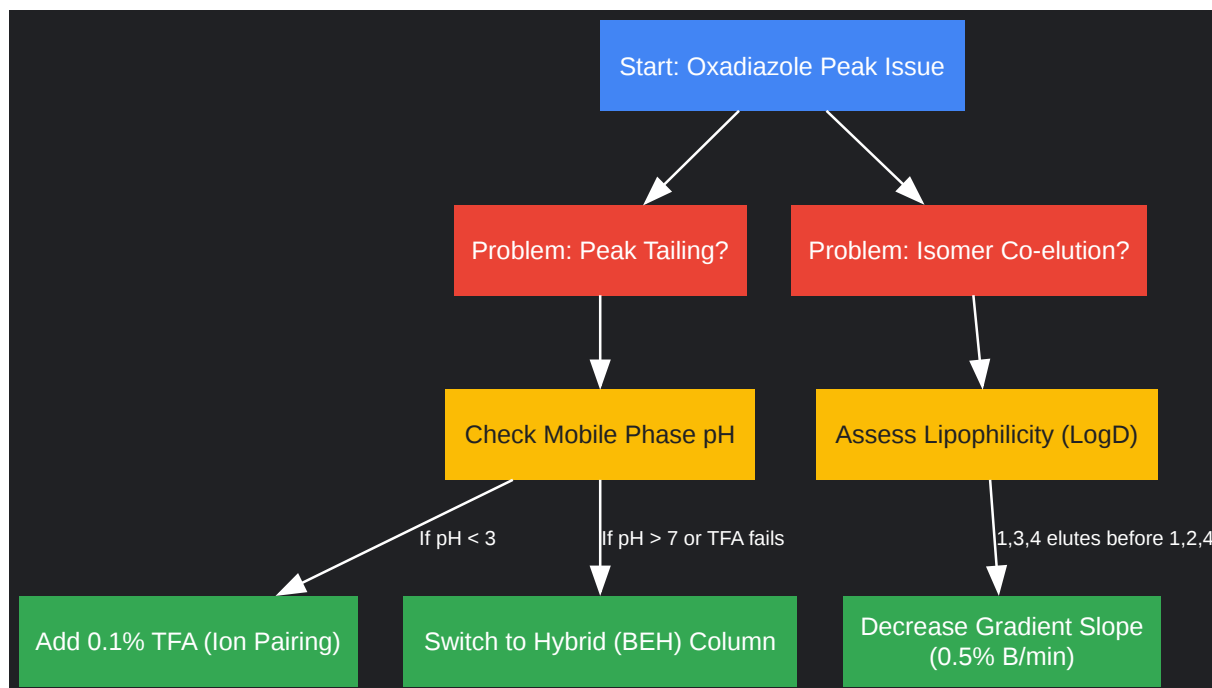 Start: Oxadiazole Peak Issue
Problem: Peak Tailing?
Problem: Isomer Co-elution?
Check Mobile Phase pH
Assess Lipophilicity (LogD)
If pH < 3
If pH > 7 or TFA fails
1,3,4 elutes before 1,2,4
Add 0.1% TFA (Ion Pairing)
Switch to Hybrid (BEH) Column
Decrease Gradient Slope
(0.5% B/min)